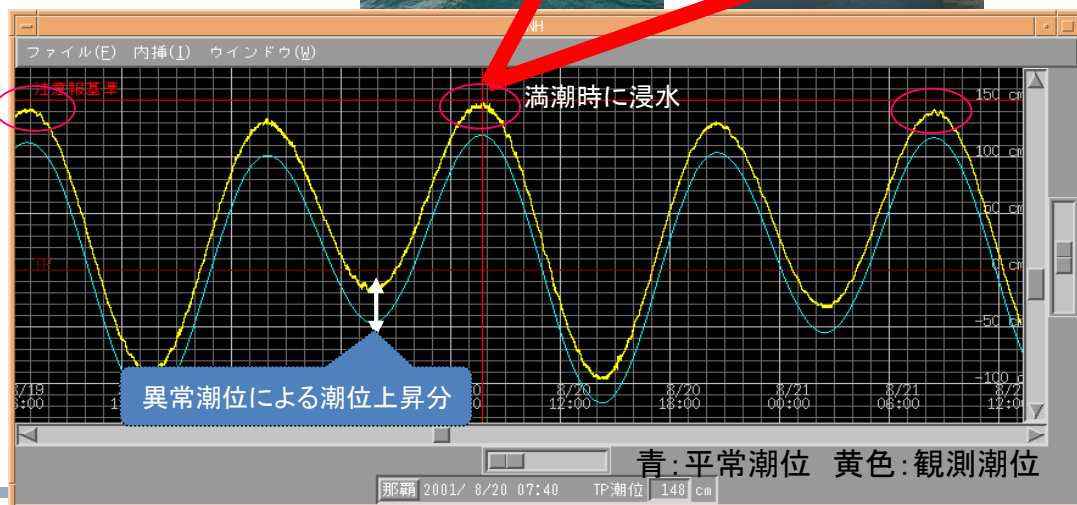 NH
ファイル(F) 内挿(I) ウインドウ(W)
注意報基準
満潮時に浸水
150 cm
100 cm
50 cm
TP
0 cm
-50
-100
異常潮位による潮位上昇分
8/19
8/20
12:00
8/20
18:00
8/21
00:00
8/21
06:00
12:00
青:平常潮位 黄色:観測潮位
那覇 2001/ 8/20 07:40 TP潮位 148 cm